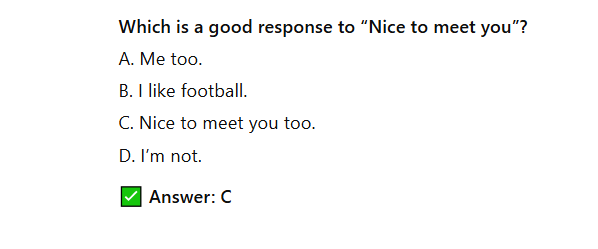 Which is a good response to “Nice to meet you”?
A. Me too.
B. I like football.
C. Nice to meet you too.
D. I’m not.
✅ Answer: C